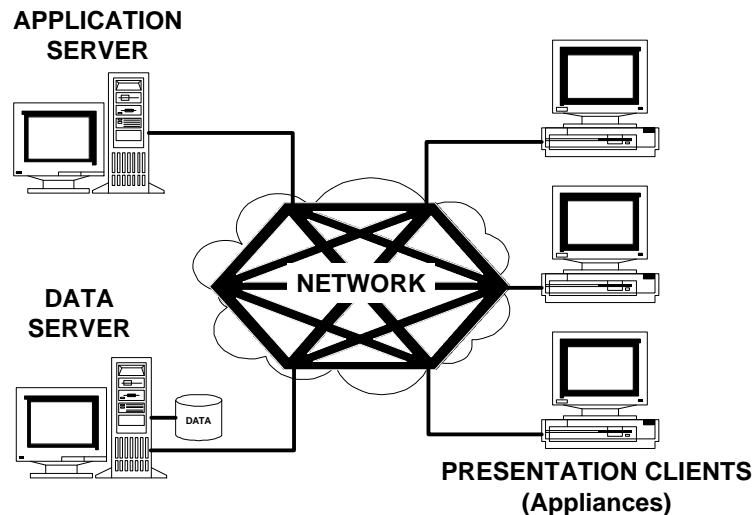 APPLICATION
SERVER
NETWORK
DATA
SERVER
DATA
PRESENTATION CLIENTS
(Appliances)